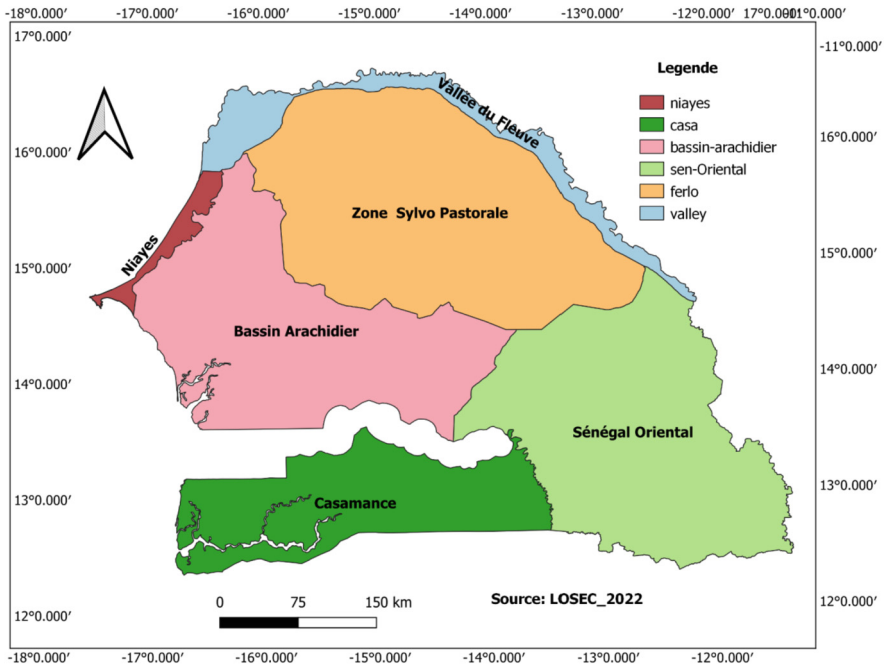 -18°0.000′ -17°0.000′ -16°0.000′ -15°0.000′ -14°0.000′ -13°0.000′ -12°0.000′ -11°0.000′
17°0.000′
17°0.000′
-11°0.000′
Legende
niayes
casa
bassin-arachidier
sen-Oriental
ferlo
valley
Vallée du Fleuve
16°0.000′
16°0.000′
Zone Sylvo Pastorale
Niayes
15°0.000′
15°0.000′
Bassin Arachidier
14°0.000′
14°0.000′
Sénégal Oriental
13°0.000′
13°0.000′
Casamance
0 75 150 km
Source: LOSEC_2022
12°0.000′
12°0.000′
-18°0.000′ -17°0.000′ -16°0.000′ -15°0.000′ -14°0.000′ -13°0.000′ -12°0.000′